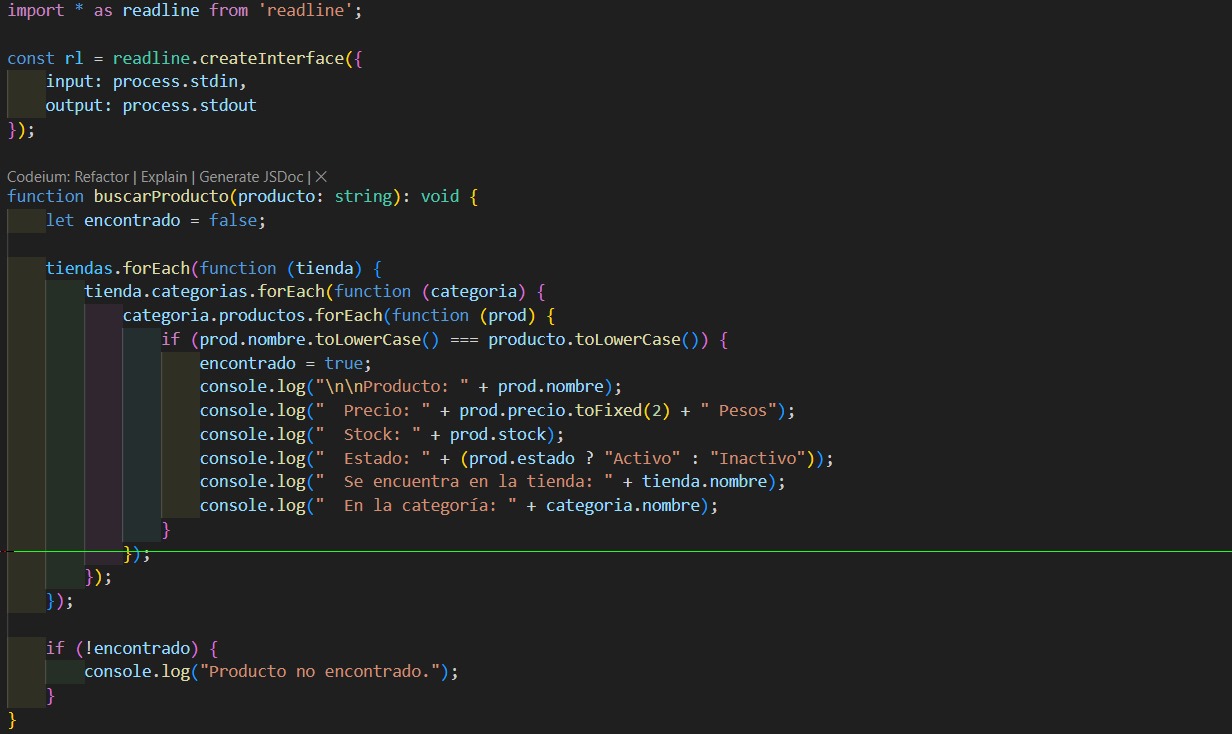 import * as readline from 'readline';
const rl = readline.createInterface({
    input: process.stdin,
    output: process.stdout
});
Codeium: Refactor | Explain | Generate JSDoc | ×
function buscarProducto(producto: string): void {
    let encontrado = false;
    tiendas.forEach(function (tienda) {
        tienda.categorias.forEach(function (categoria) {
            categoria.productos.forEach(function (prod) {
                if (prod.nombre.toLowerCase() === producto.toLowerCase()) {
                    encontrado = true;
                    console.log("\n\nProducto: " + prod.nombre);
                    console.log("  Precio: " + prod.precio.toFixed(2) + " Pesos");
                    console.log("  Stock: " + prod.stock);
                    console.log("  Estado: " + (prod.estado ? "Activo" : "Inactivo"));
                    console.log("  Se encuentra en la tienda: " + tienda.nombre);
                    console.log("  En la categoría: " + categoria.nombre);
                }
            });
        });
    });
    if (!encontrado) {
        console.log("Producto no encontrado.");
    }
}